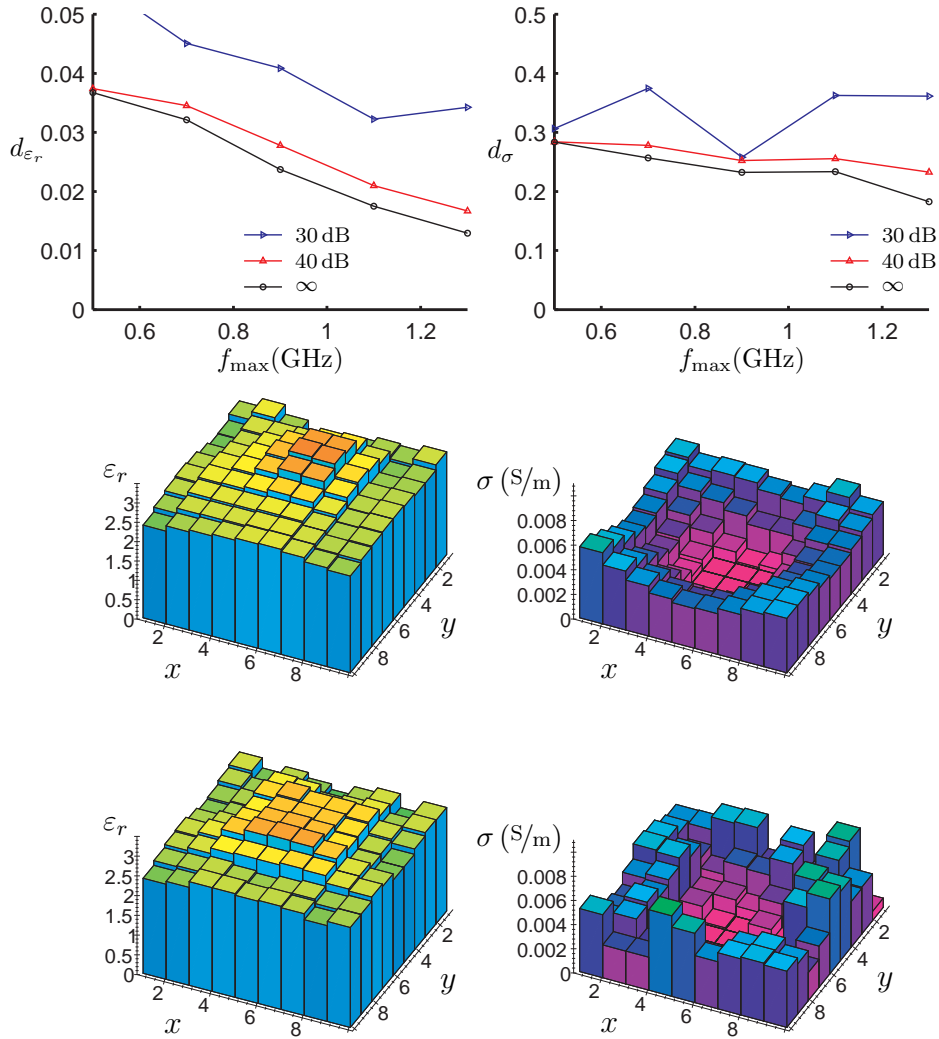 0.05
0.04
0.03
0.02
0.01
0
d_{ε_r}
30 dB
40 dB
∞
0.6 0.8 1 1.2
f_max(GHz)
0.5
0.4
0.3
0.2
0.1
0
d_σ
30 dB
40 dB
∞
0.6 0.8 1 1.2
f_max(GHz)
ε_r
3
2.5
2
1.5
1
0.5
0
2 4 6 8
x
2
4
6
8
y
σ (S/m)
0.008
0.006
0.004
0.002
0
2 4 6 8
x
2
4
6
8
y
ε_r
3
2.5
2
1.5
1
0.5
0
2 4 6 8
x
2
4
6
8
y
σ (S/m)
0.008
0.006
0.004
0.002
0
2 4 6 8
x
2
4
6
8
y